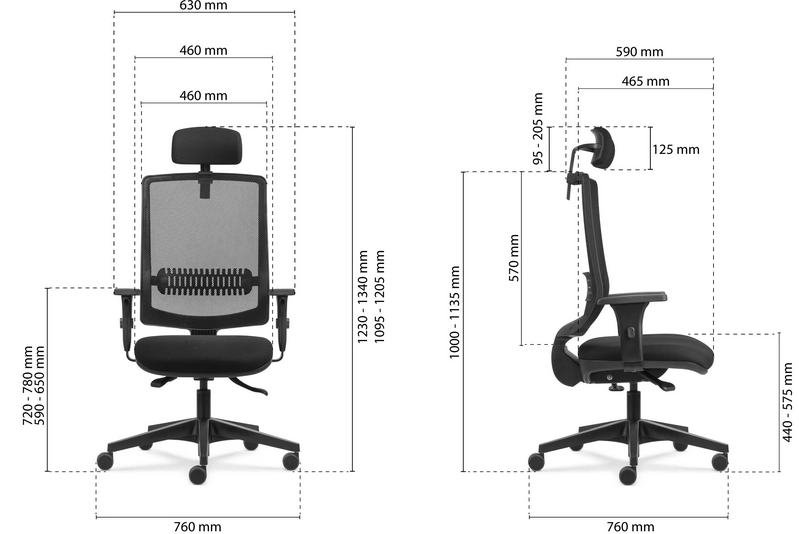 630 mm
460 mm
460 mm
1230 - 1340 mm
1095 - 1205 mm
720 - 780 mm
590 - 650 mm
760 mm
590 mm
465 mm
95 - 205 mm
125 mm
570 mm
1000 - 1135 mm
440 - 575 mm
760 mm